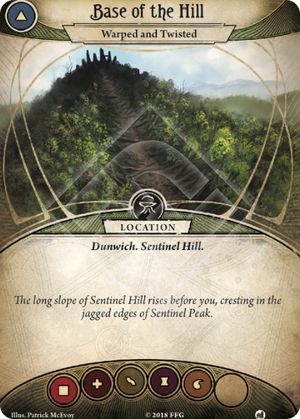 Base of the Hill
Warped and Twisted
LOCATION
Dunwich. Sentinel Hill.
The long slope of Sentinel Hill rises before you, cresting in the
jagged edges of Sentinel Peak.
Illus. Patrick McEvoy
© 2018 FFG